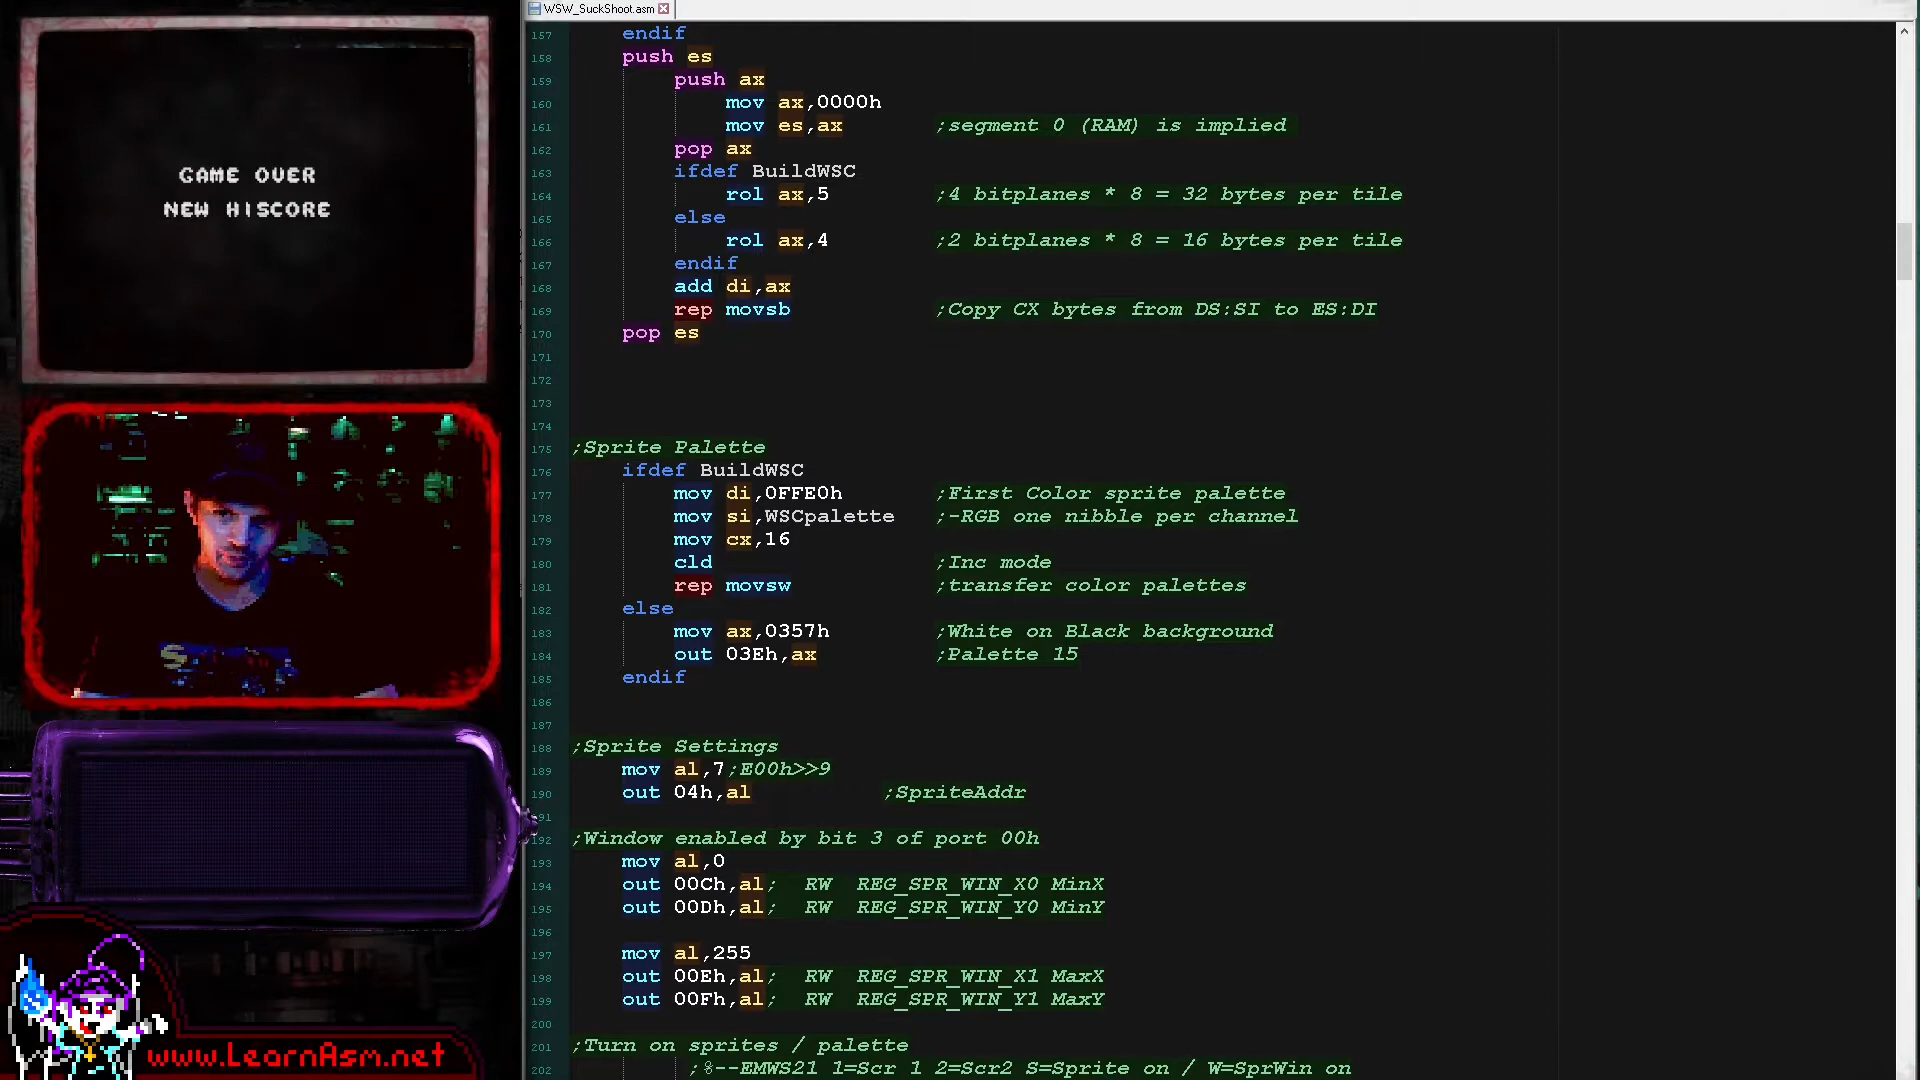 WSW_SuckShoot.asm
GAME OVER
NEW HISCORE
www.LearnAsm.net
157 endif
158 push es
159 push ax
160 mov ax,0000h
161 mov es,ax ;segment 0 (RAM) is implied
162 pop ax
163 ifdef BuildWSC
164 rol ax,5 ;4 bitplanes * 8 = 32 bytes per tile
165 else
166 rol ax,4 ;2 bitplanes * 8 = 16 bytes per tile
167 endif
168 add di,ax
169 rep movsb ;Copy CX bytes from DS:SI to ES:DI
170 pop es
171
172
173
174
175 ;Sprite Palette
176 ifdef BuildWSC
177 mov di,0FFE0h ;First Color sprite palette
178 mov si,WSCpalette ;-RGB one nibble per channel
179 mov cx,16
180 cld ;Inc mode
181 rep movsw ;transfer color palettes
182 else
183 mov ax,0357h ;White on Black background
184 out 03Eh,ax ;Palette 15
185 endif
186
187
188 ;Sprite Settings
189 mov al,7;E00h>>9
190 out 04h,al ;SpriteAddr
191
192 ;Window enabled by bit 3 of port 00h
193 mov al,0
194 out 00Ch,al; RW REG_SPR_WIN_X0 MinX
195 out 00Dh,al; RW REG_SPR_WIN_Y0 MinY
196
197 mov al,255
198 out 00Eh,al; RW REG_SPR_WIN_X1 MaxX
199 out 00Fh,al; RW REG_SPR_WIN_Y1 MaxY
200
201 ;Turn on sprites / palette
202 ;%--EMWS21 1=Scr 1 2=Scr2 S=Sprite on / W=SprWin on